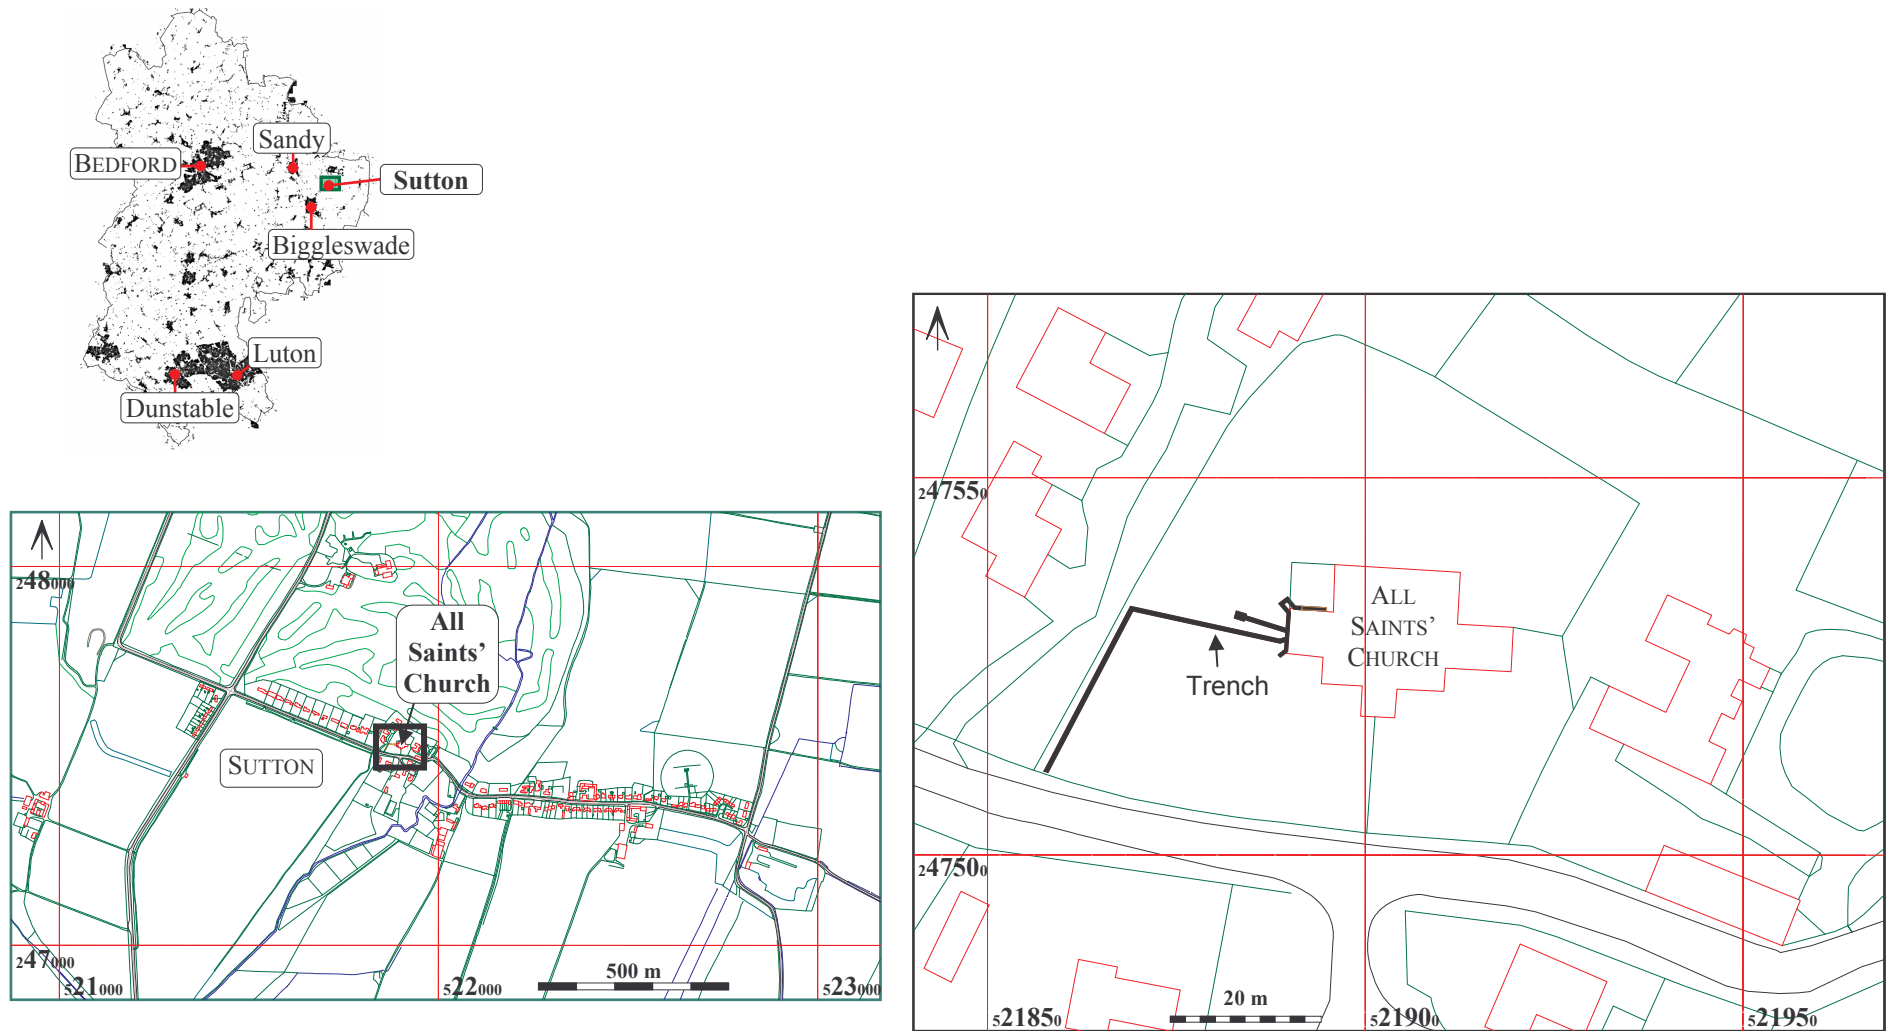 Sandy
BEDFORD
Sutton
Biggleswade
Luton
Dunstable
248000
All
Saints'
Church
SUTTON
247000
521000
522000
500 m
523000
247550
ALL
SAINTS'
CHURCH
Trench
247500
521850
20 m
521900
521950